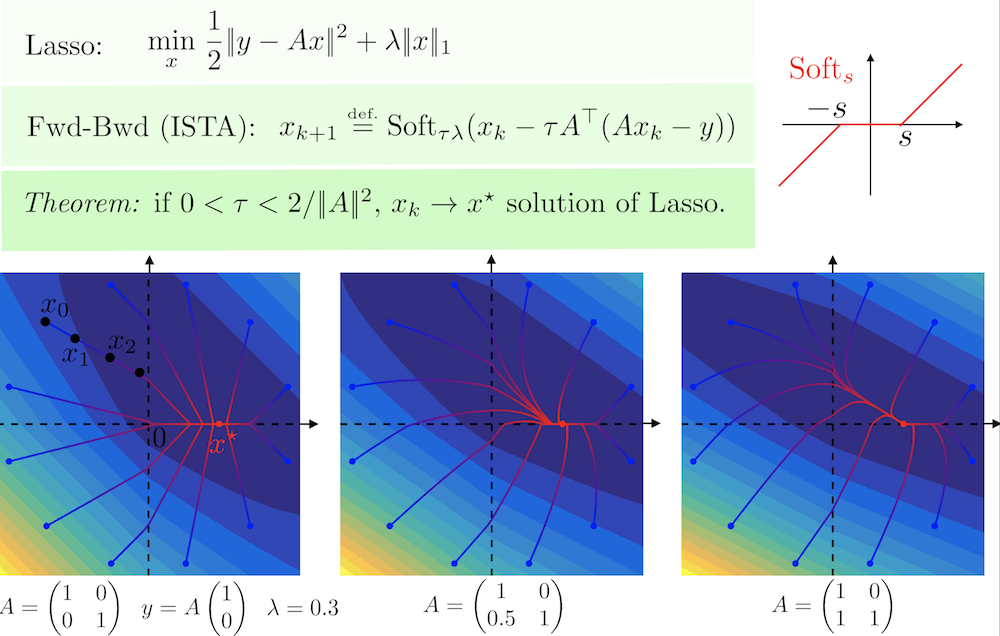 Lasso: min_x 1/2 ‖y − Ax‖² + λ‖x‖₁
Fwd-Bwd (ISTA): x_{k+1} =^{def.} Soft_{τλ}(x_k − τA^⊤(Ax_k − y))
Theorem: if 0 < τ < 2/‖A‖², x_k → x^⋆ solution of Lasso.
Soft_s
−s
s
x_0
x_1
x_2
0
x^⋆
A = (1 0; 0 1) y = A (1; 0) λ = 0.3
A = (1 0; 0.5 1)
A = (1 0; 1 1)